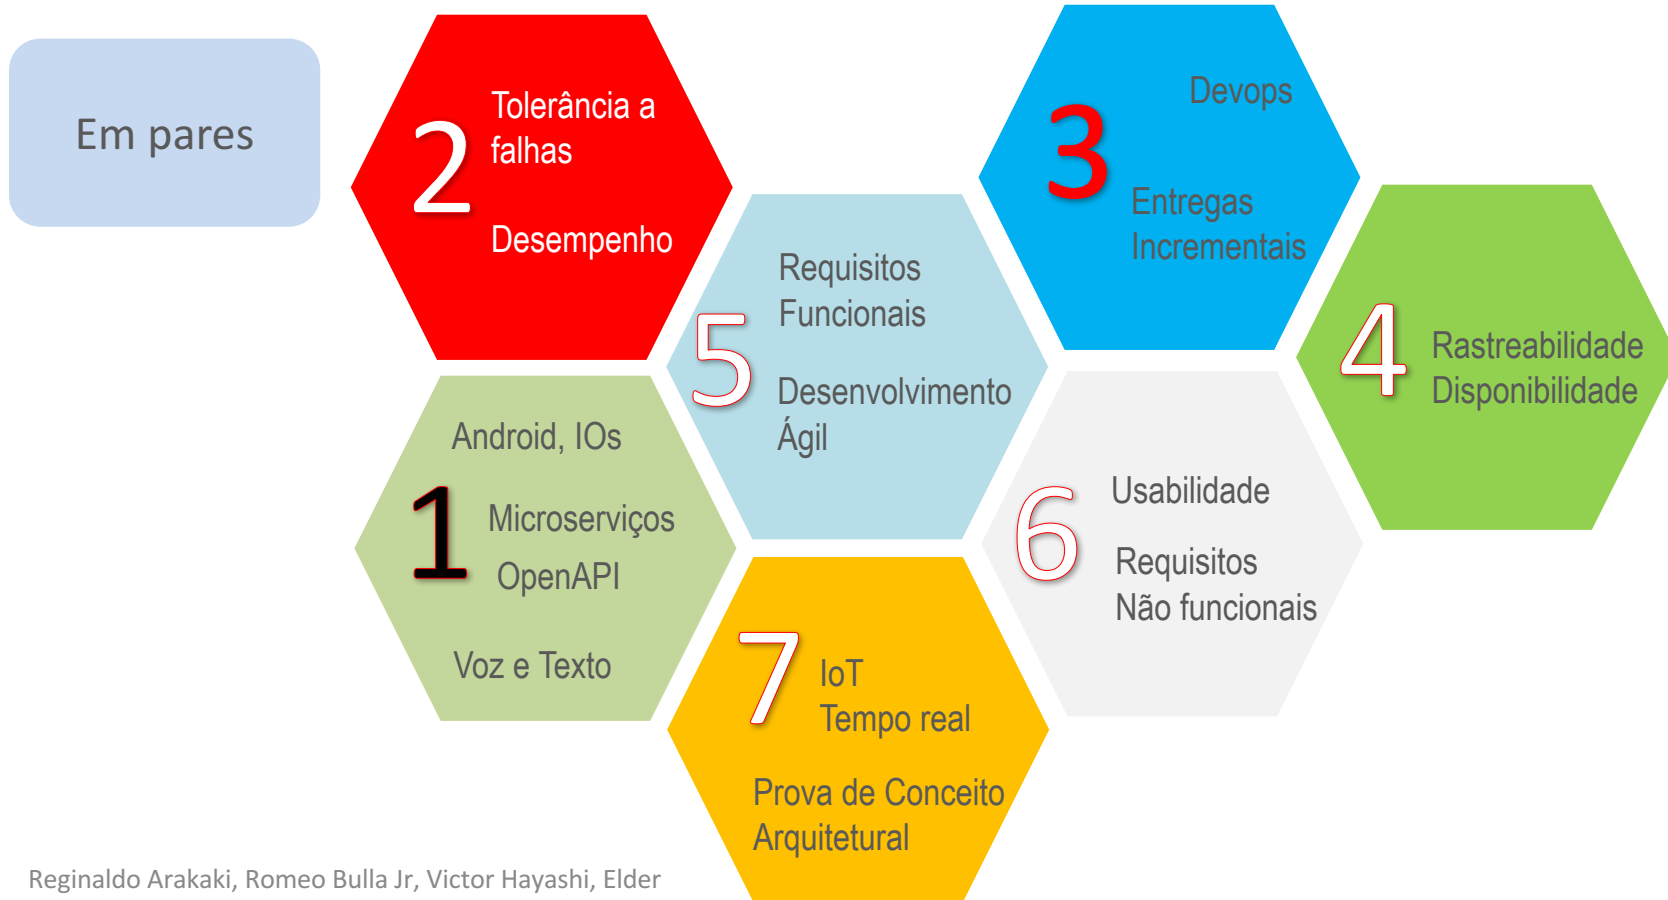 Em pares
2
Tolerância a
falhas
Desempenho
3
Devops
Entregas
Incrementais
4
Rastreabilidade
Disponibilidade
5
Requisitos
Funcionais
Desenvolvimento
Ágil
1
Android, IOs
Microserviços
OpenAPI
Voz e Texto
6
Usabilidade
Requisitos
Não funcionais
7
IoT
Tempo real
Prova de Conceito
Arquitetural
Reginaldo Arakaki, Romeo Bulla Jr, Victor Hayashi, Elder